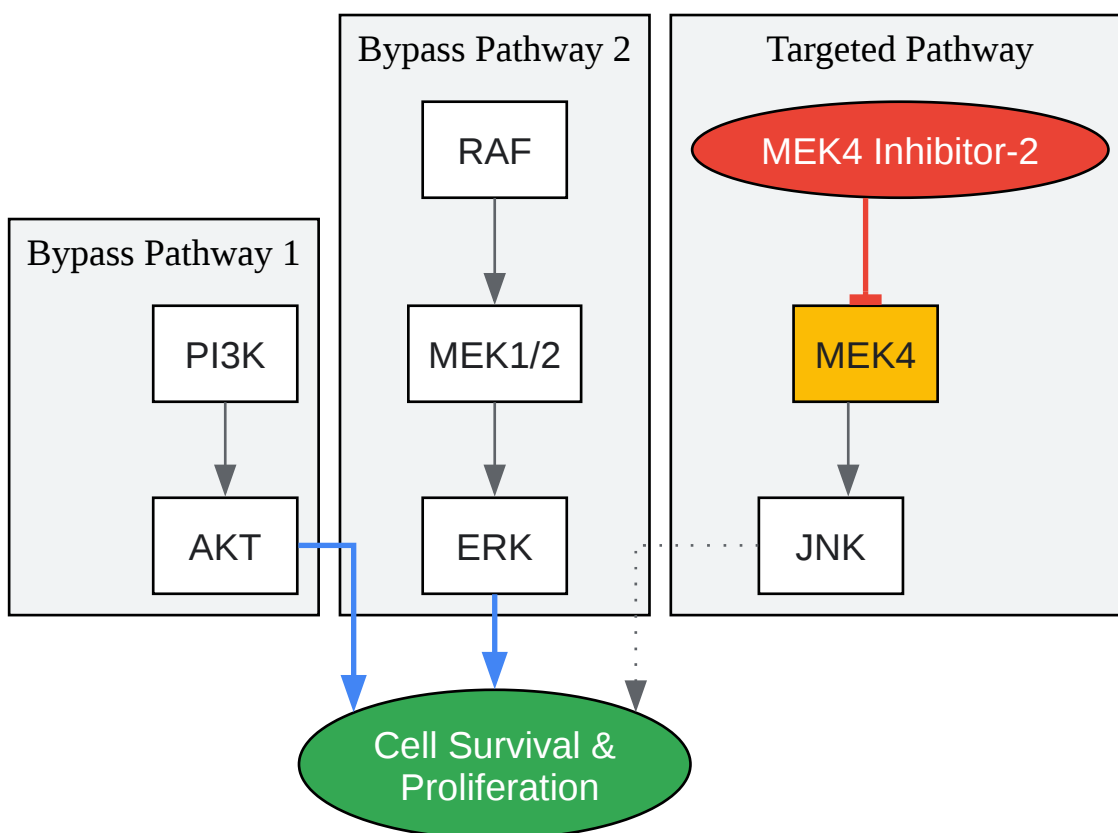 Bypass Pathway 1
PI3K
AKT
Bypass Pathway 2
RAF
MEK1/2
ERK
Targeted Pathway
MEK4 Inhibitor-2
MEK4
JNK
Cell Survival &
Proliferation